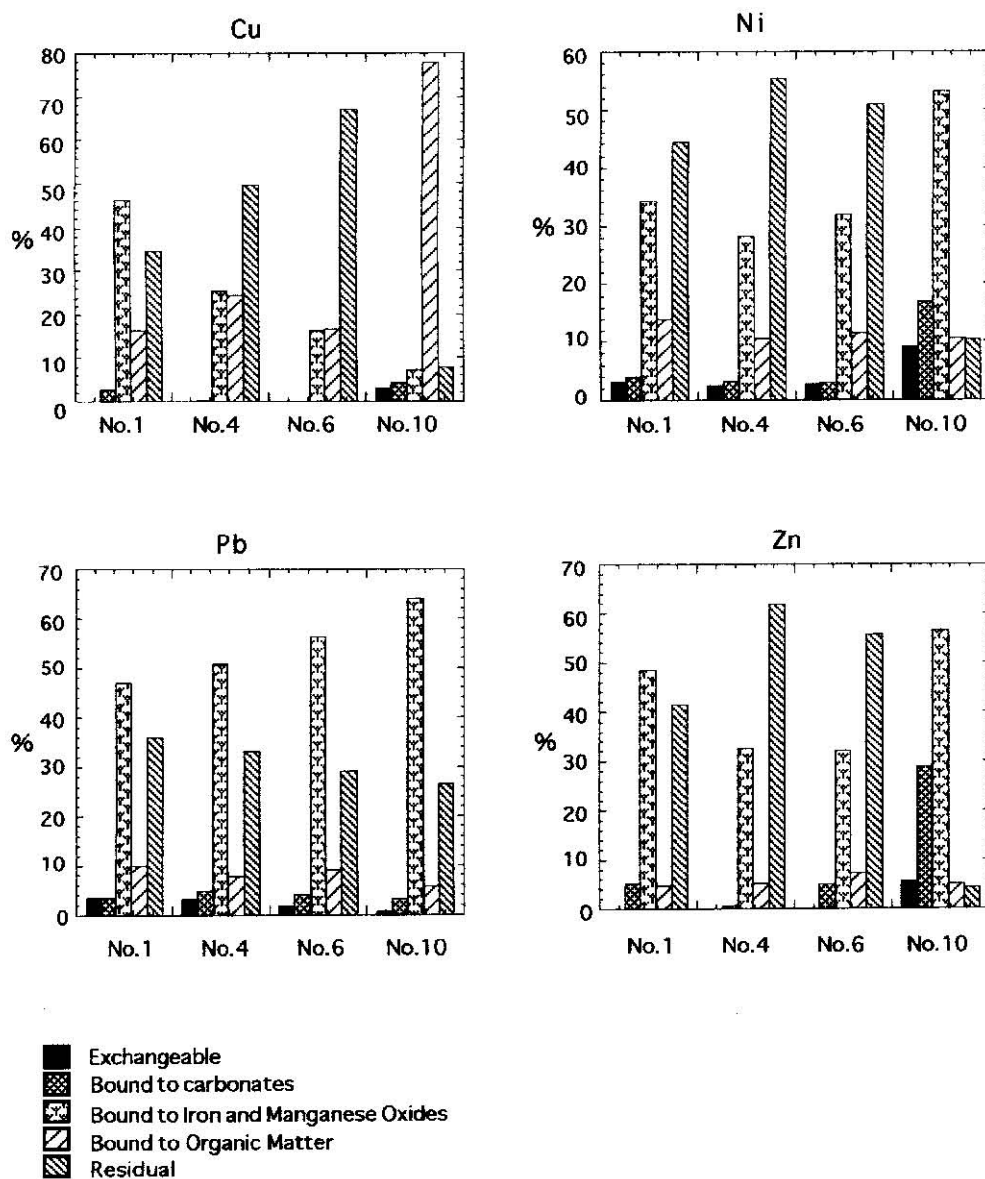 Cu
80
70
60
50
40
30
20
10
0
%
No.1 No.4 No.6 No.10
Ni
60
50
40
30
20
10
0
%
No.1 No.4 No.6 No.10
Pb
70
60
50
40
30
20
10
0
%
No.1 No.4 No.6 No.10
Zn
70
60
50
40
30
20
10
0
%
No.1 No.4 No.6 No.10
Exchangeable
Bound to carbonates
Bound to Iron and Manganese Oxides
Bound to Organic Matter
Residual